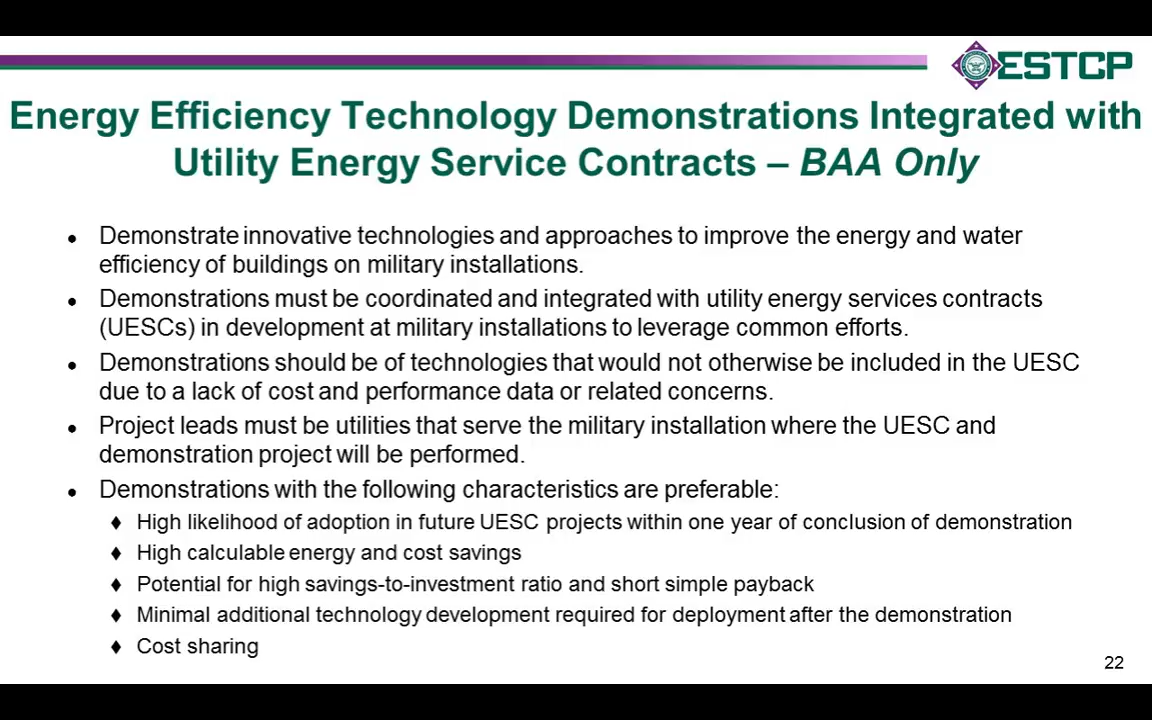 ESTCP
Energy Efficiency Technology Demonstrations Integrated with
Utility Energy Service Contracts – BAA Only
● Demonstrate innovative technologies and approaches to improve the energy and water
efficiency of buildings on military installations.
● Demonstrations must be coordinated and integrated with utility energy services contracts
(UESCs) in development at military installations to leverage common efforts.
● Demonstrations should be of technologies that would not otherwise be included in the UESC
due to a lack of cost and performance data or related concerns.
● Project leads must be utilities that serve the military installation where the UESC and
demonstration project will be performed.
● Demonstrations with the following characteristics are preferable:
♦ High likelihood of adoption in future UESC projects within one year of conclusion of demonstration
♦ High calculable energy and cost savings
♦ Potential for high savings-to-investment ratio and short simple payback
♦ Minimal additional technology development required for deployment after the demonstration
♦ Cost sharing
22